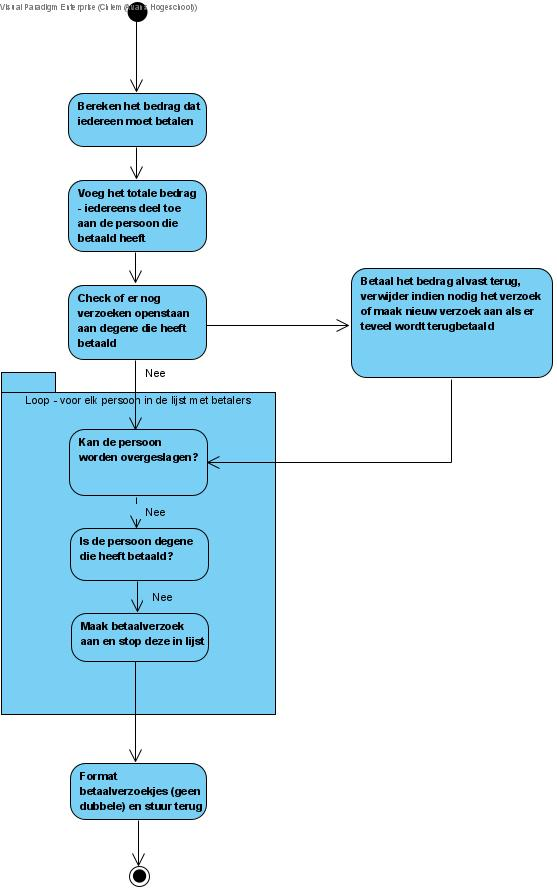 Visual Paradigm Enterprise (Chiem (Avans Hogeschool))
Bereken het bedrag dat
iedereen moet betalen
Voeg het totale bedrag
- iedereens deel toe
aan de persoon die
betaald heeft
Check of er nog
verzoeken openstaan
aan degene die heeft
betaald
Betaal het bedrag alvast terug,
verwijder indien nodig het verzoek
of maak nieuw verzoek aan als er
teveel wordt terugbetaald
Nee
Loop - voor elk persoon in de lijst met betalers
Kan de persoon
worden overgeslagen?
Nee
Is de persoon degene
die heeft betaald?
Nee
Maak betaalverzoek
aan en stop deze in lijst
Format
betaalverzoekjes (geen
dubbele) en stuur terug